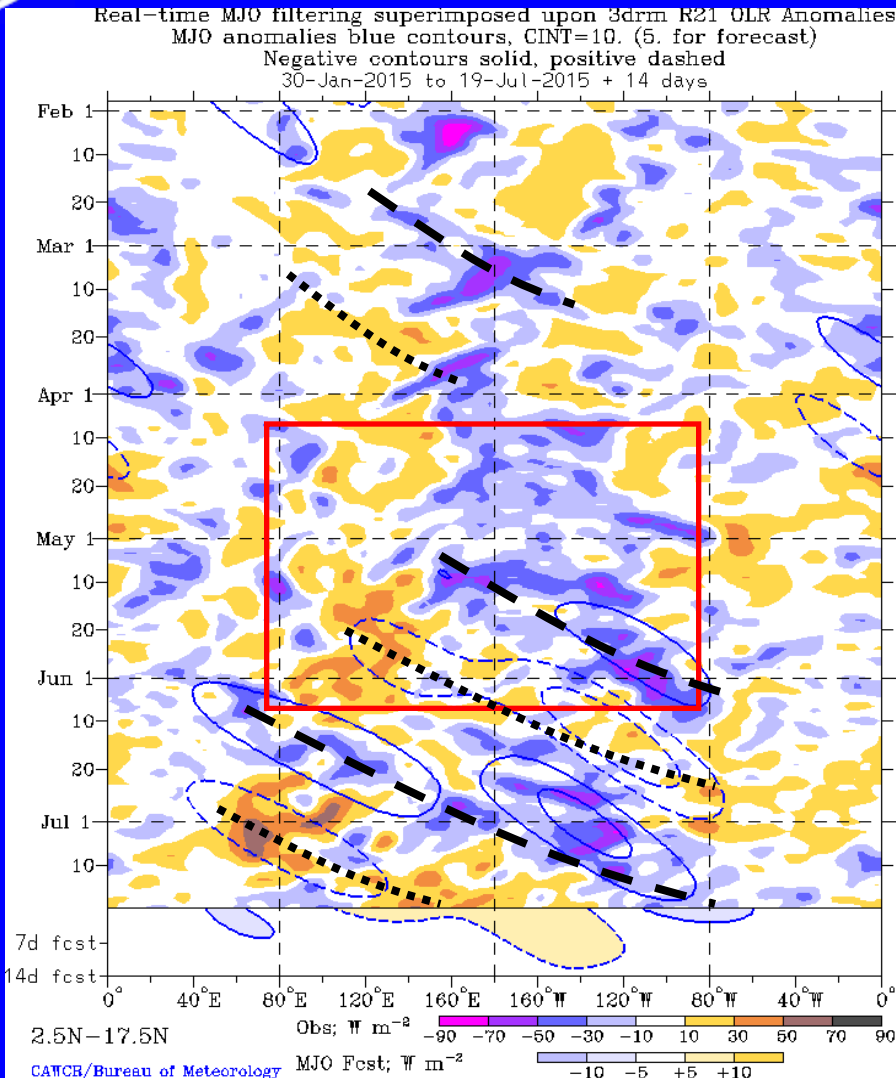 Real-time MJO filtering superimposed upon 3drm R21 OLR Anomalies
MJO anomalies blue contours, CINT=10. (5. for forecast)
Negative contours solid, positive dashed
30-Jan-2015 to 19-Jul-2015 + 14 days
Feb 1
10
20
Mar 1
10
20
Apr 1
10
20
May 1
10
20
Jun 1
10
20
Jul 1
10
7d fcst
14d fcst
0° 40°E 80°E 120°E 160°E 160°W 120°W 80°W 40°W 0°
2.5N-17.5N
Obs; W m-2 -90 -70 -50 -30 -10 10 30 50 70 90
CAWCR/Bureau of Meteorology MJO Fcst; W m-2 -10 -5 +5 +10